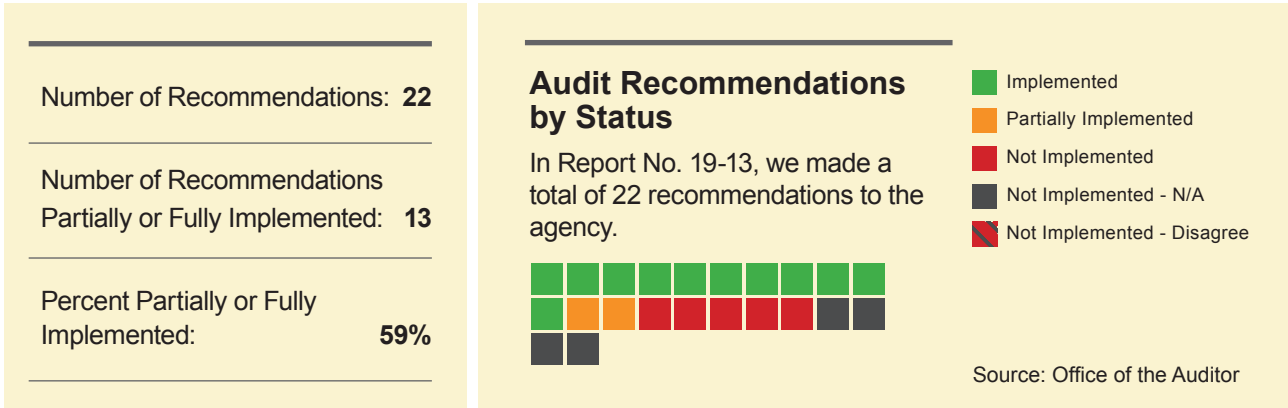 Number of Recommendations: 22
Number of Recommendations
Partially or Fully Implemented: 13
Percent Partially or Fully
Implemented: 59%
Audit Recommendations
by Status
In Report No. 19-13, we made a
total of 22 recommendations to the
agency.
Implemented
Partially Implemented
Not Implemented
Not Implemented - N/A
Not Implemented - Disagree
Source: Office of the Auditor